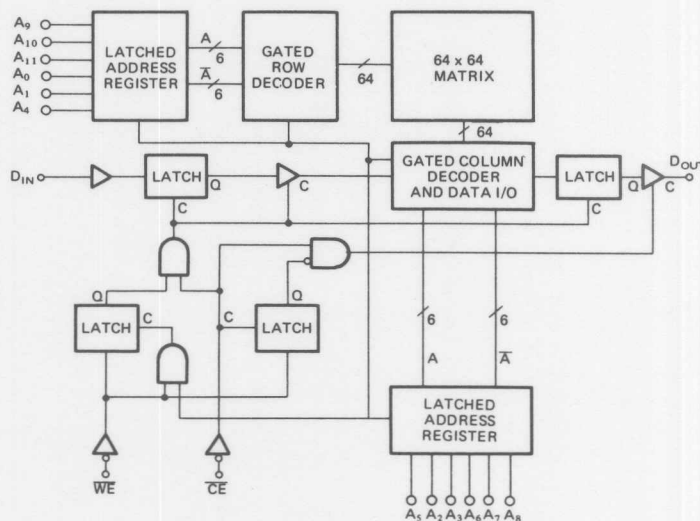 A9
A10
A11
A0
A1
A4
LATCHED
ADDRESS
REGISTER
A
6
A̅
6
GATED
ROW
DECODER
64
64 x 64
MATRIX
64
DIN
LATCH
Q
C
C
GATED COLUMN
DECODER
AND DATA I/O
LATCH
Q
C
C
DOUT
Q
LATCH
C
C
Q
LATCH
6
6
A
A̅
LATCHED
ADDRESS
REGISTER
W̅E̅
C̅E̅
A5 A2 A3 A6 A7 A8